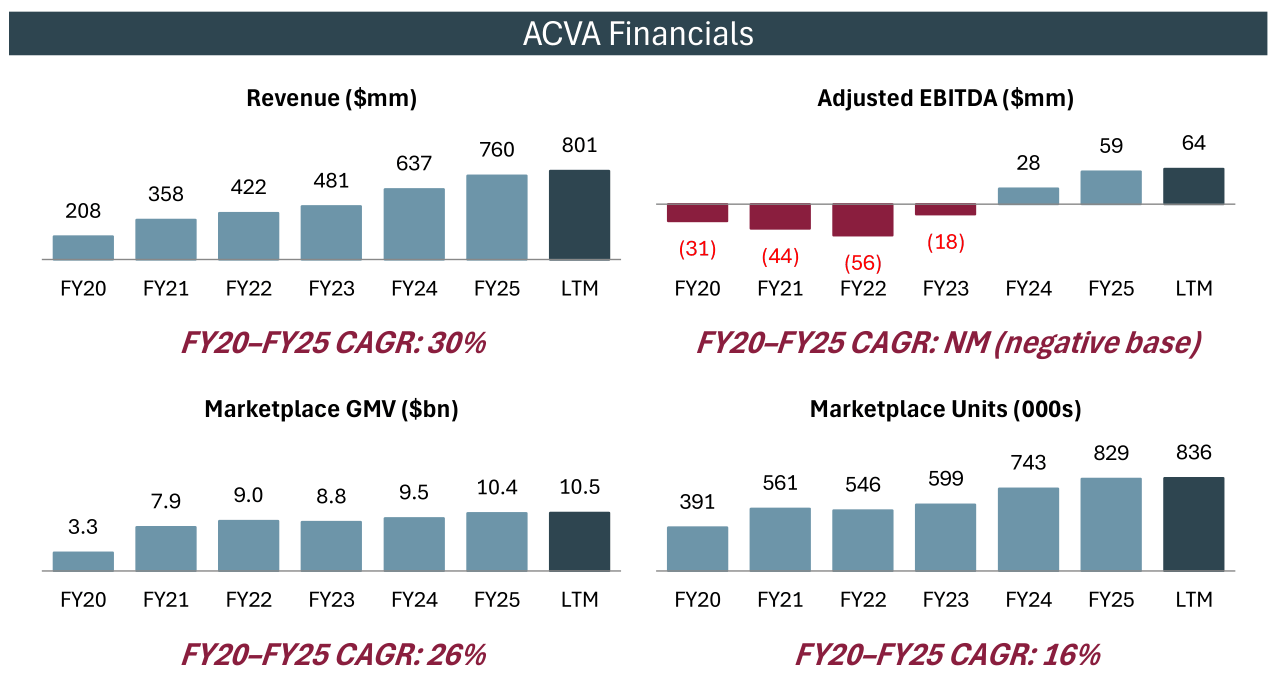 ACVA Financials
Revenue ($mm)
208 358 422 481 637 760 801
FY20 FY21 FY22 FY23 FY24 FY25 LTM
FY20–FY25 CAGR: 30%
Adjusted EBITDA ($mm)
(31) (44) (56) (18) 28 59 64
FY20 FY21 FY22 FY23 FY24 FY25 LTM
FY20–FY25 CAGR: NM (negative base)
Marketplace GMV ($bn)
3.3 7.9 9.0 8.8 9.5 10.4 10.5
FY20 FY21 FY22 FY23 FY24 FY25 LTM
FY20–FY25 CAGR: 26%
Marketplace Units (000s)
391 561 546 599 743 829 836
FY20 FY21 FY22 FY23 FY24 FY25 LTM
FY20–FY25 CAGR: 16%